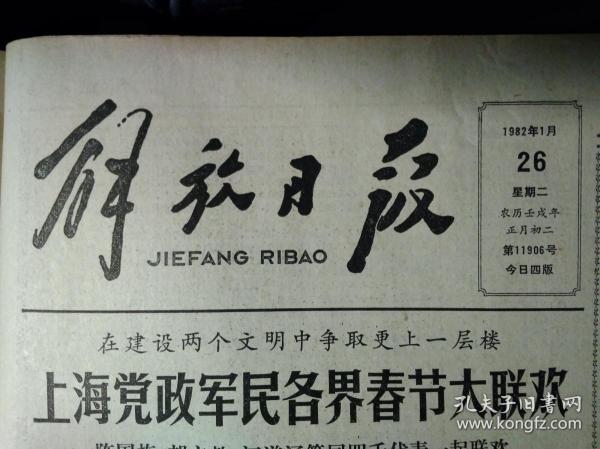 解放日报
JIEFANG RIBAO
1982年1月
26
星期二
农历壬戌年
正月初二
第11906号
今日四版
在建设两个文明中争取更上一层楼
上海党政军民各界春节大联欢
孔夫子旧书网
book.kongfz.com